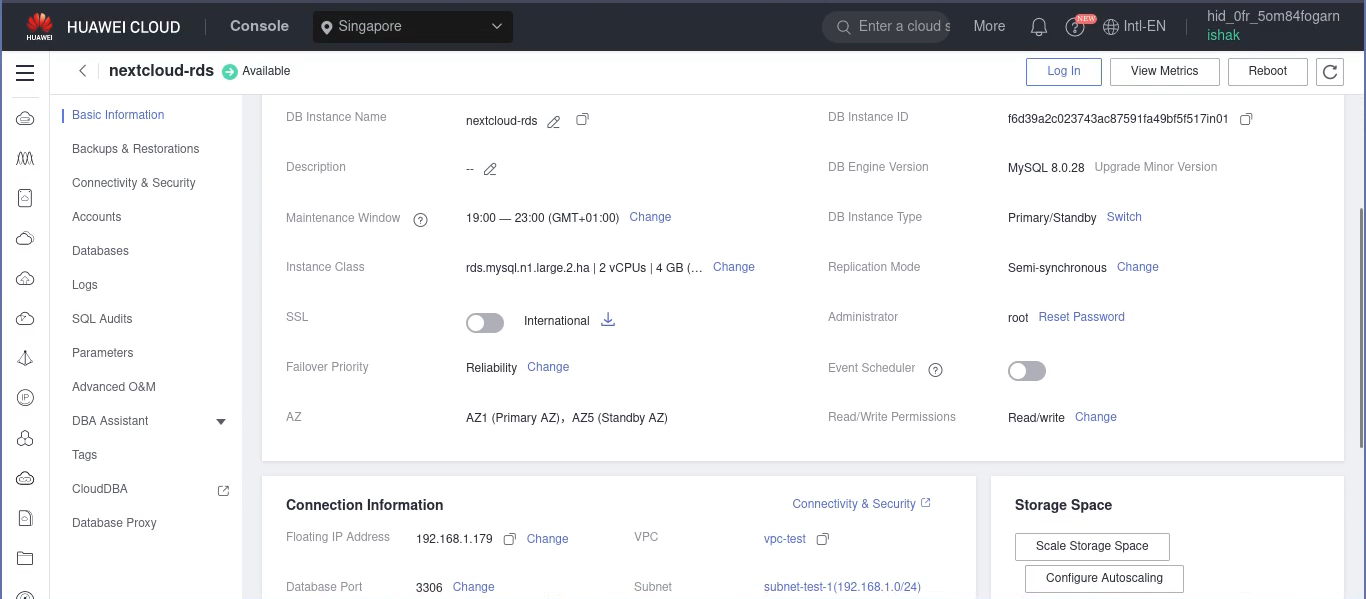 HUAWEI
HUAWEI CLOUD
Console
Singapore
Enter a cloud s
More
NEW
Intl-EN
hid_0fr_5om84fogarn
ishak
nextcloud-rds
Available
Log In
View Metrics
Reboot
Basic Information
Backups & Restorations
Connectivity & Security
Accounts
Databases
Logs
SQL Audits
Parameters
Advanced O&M
DBA Assistant
Tags
CloudDBA
Database Proxy
IP
DB Instance Name
nextcloud-rds
DB Instance ID
f6d39a2c023743ac87591fa49bf5f517in01
Description
--
DB Engine Version
MySQL 8.0.28 Upgrade Minor Version
Maintenance Window
19:00 — 23:00 (GMT+01:00) Change
DB Instance Type
Primary/Standby Switch
Instance Class
rds.mysql.n1.large.2.ha | 2 vCPUs | 4 GB (... Change
Replication Mode
Semi-synchronous Change
SSL
International
Administrator
root Reset Password
Failover Priority
Reliability Change
Event Scheduler
AZ
AZ1 (Primary AZ)，AZ5 (Standby AZ)
Read/Write Permissions
Read/write Change
Connection Information
Connectivity & Security
Floating IP Address
192.168.1.179 Change
VPC
vpc-test
Database Port
3306 Change
Subnet
subnet-test-1(192.168.1.0/24)
Storage Space
Scale Storage Space
Configure Autoscaling